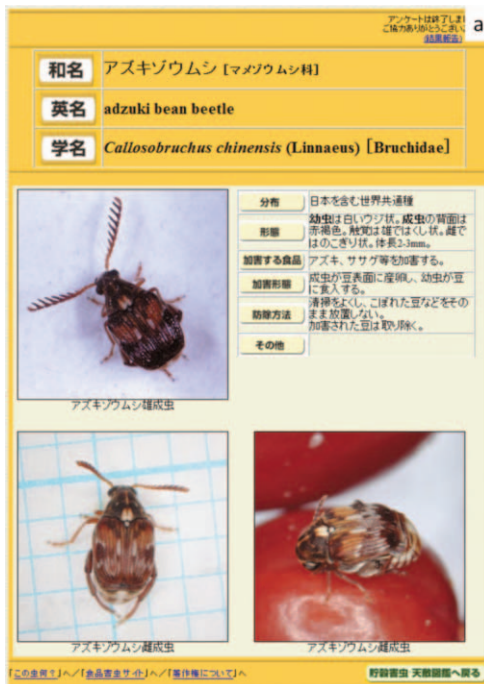 アンケートは終了しまし
ご協力ありがとうござい
(結果報告)
a
和名 アズキゾウムシ [マメゾウムシ科]
英名 adzuki bean beetle
学名 Callosobruchus chinensis (Linnaeus) [Bruchidae]
分布 日本を含む世界共通種
形態 幼虫は白いウジ状。成虫の背面は
赤褐色。触覚は雄ではくし状。雌で
はのこぎり状。体長2-3mm。
加害する食品 アズキ、ササゲ等を加害する。
加害形態 成虫が豆表面に産卵し、幼虫が豆
に食入する。
防除方法 清掃をよくし、こぼれた豆などをその
まま放置しない。
加害された豆は取り除く。
その他
アズキゾウムシ雄成虫
アズキゾウムシ雌成虫
アズキゾウムシ雌成虫
「この虫何？」へ／「食品害虫サイト」へ／「著作権について」へ
貯穀害虫 天敵図鑑へ戻る